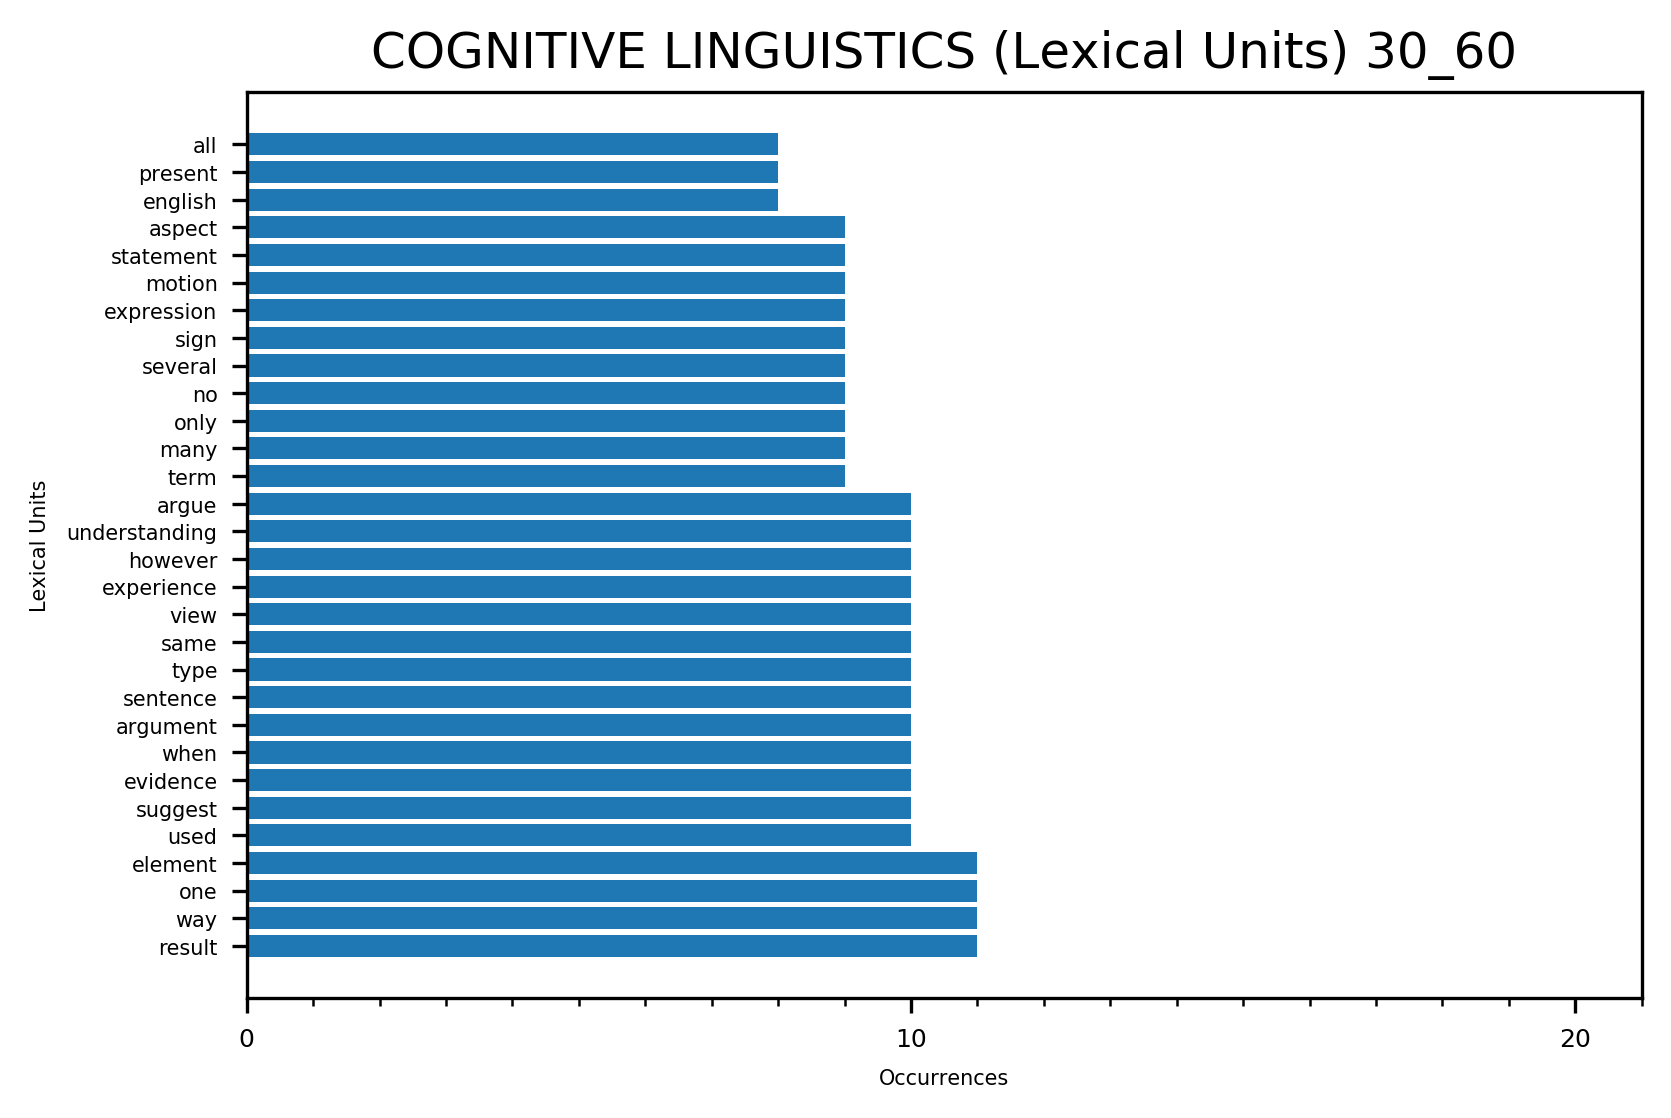 COGNITIVE LINGUISTICS (Lexical Units) 30_60
all
present
english
aspect
statement
motion
expression
sign
several
no
only
many
term
argue
understanding
however
experience
view
same
type
sentence
argument
when
evidence
suggest
used
element
one
way
result
Lexical Units
0 10 20
Occurrences